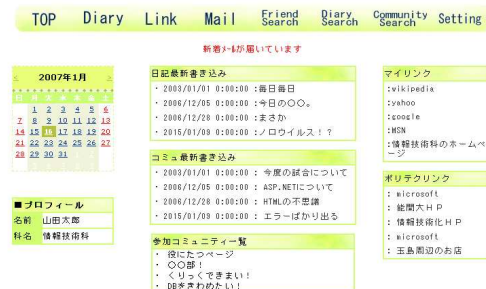 TOP Diary Link Mail Friend Search Diary Search Community Search Setting
新着ﾒｰﾙが届いています
2007年1月
1 2 3 4 5 6
7 8 9 10 11 12 13
14 15 16 17 18 19 20
21 22 23 24 25 26 27
28 29 30 31
■プロフィール
名前 山田太郎
科名 情報技術科
日記最新書き込み
・2003/01/01 0:00:00 :毎日毎日
・2006/12/05 0:00:00 :今日の〇〇。
・2006/12/28 0:00:00 :まさか
・2015/01/09 0:00:00 :ノロウイルス！？
コミュ最新書き込み
・2003/01/01 0:00:00 : 今度の試合について
・2006/12/05 0:00:00 : ASP.NETについて
・2006/12/28 0:00:00 : HTMLの不思議
・2015/01/09 0:00:00 : エラーばかり出る
参加コミュニティー覧
・ 役にたつページ
・ 〇〇部！
・ くりっくできまい！
・ DBをきわめたい！
マイリンク
:wikipedia
:yahoo
:google
:MSN
:情報技術科のホームペ
ージ
ポリテクリンク
: microsoft
: 能開大ＨＰ
: 情報技術化ＨＰ
: microsoft
: 玉島周辺のお店